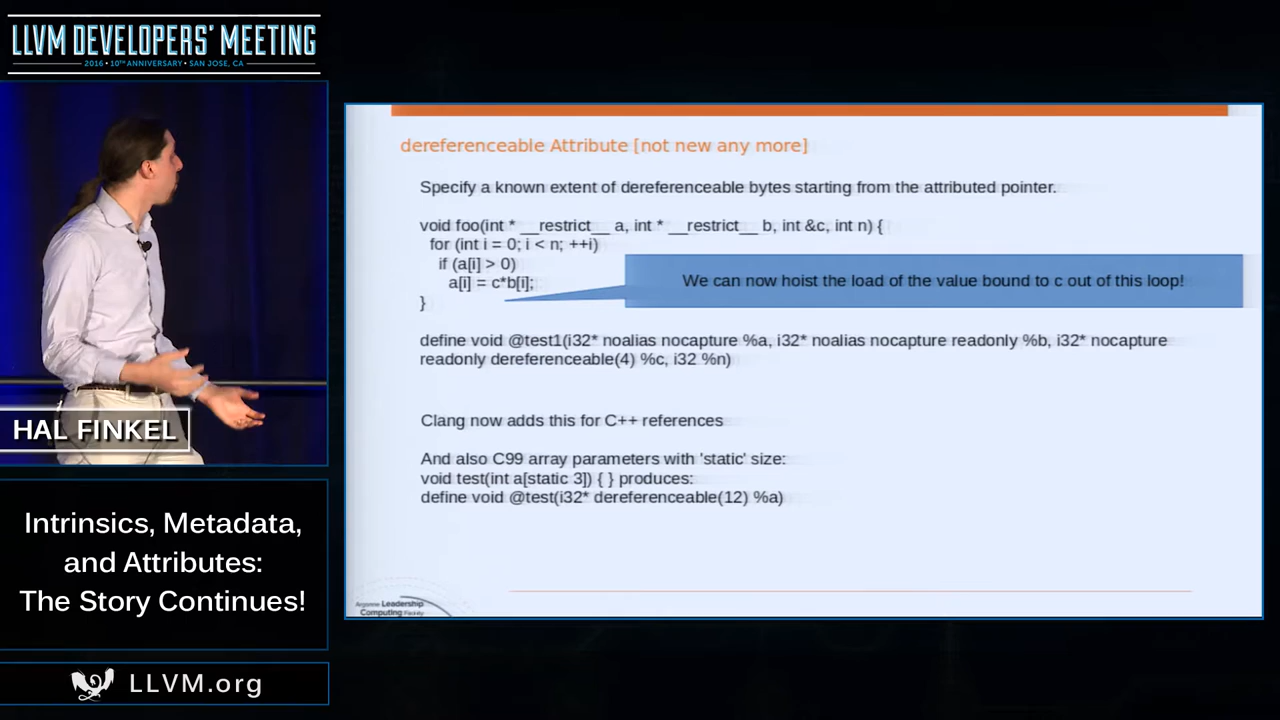 LLVM DEVELOPERS' MEETING
2016 • 10TH ANNIVERSARY • SAN JOSE, CA
HAL FINKEL
Intrinsics, Metadata,
and Attributes:
The Story Continues!
LLVM.org
dereferenceable Attribute [not new any more]
Specify a known extent of dereferenceable bytes starting from the attributed pointer.
void foo(int * __restrict__ a, int * __restrict__ b, int &c, int n) {
for (int i = 0; i < n; ++i)
if (a[i] > 0)
a[i] = c*b[i];
}
We can now hoist the load of the value bound to c out of this loop!
define void @test1(i32* noalias nocapture %a, i32* noalias nocapture readonly %b, i32* nocapture
readonly dereferenceable(4) %c, i32 %n)
Clang now adds this for C++ references
And also C99 array parameters with 'static' size:
void test(int a[static 3]) { } produces:
define void @test(i32* dereferenceable(12) %a)
Argonne Leadership
Computing Facility